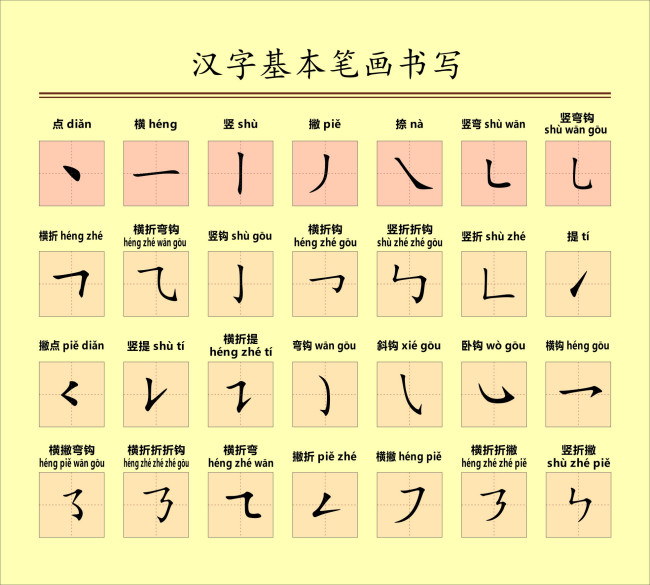 汉字基本笔画书写
点 diǎn
横 héng
竖 shù
撇 piě
捺 nà
竖弯 shù wān
竖弯钩
shù wān gōu
横折 héng zhé
横折弯钩
héng zhé wān gōu
竖钩 shù gōu
横折钩
héng zhé gōu
竖折折钩
shù zhé zhé gōu
竖折 shù zhé
提 tí
撇点 piě diǎn
竖提 shù tí
横折提
héng zhé tí
弯钩 wān gōu
斜钩 xié gōu
卧钩 wò gōu
横钩 héng gōu
横撇弯钩
héng piě wān gōu
横折折折钩
héng zhé zhé zhé gōu
横折弯
héng zhé wān
撇折 piě zhé
横撇 héng piě
横折折撇
héng zhé zhé piě
竖折撇
shù zhé piě